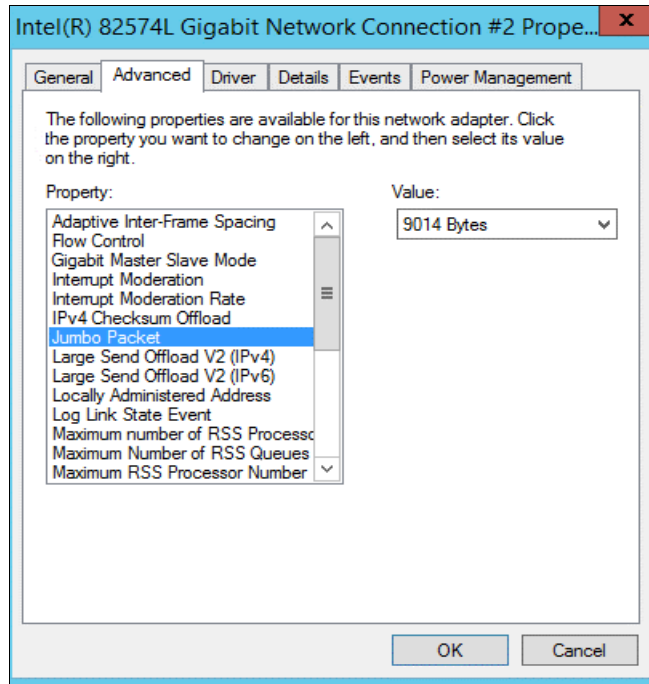 Intel(R) 82574L Gigabit Network Connection #2 Prope...
x
General Advanced Driver Details Events Power Management
The following properties are available for this network adapter. Click
the property you want to change on the left, and then select its value
on the right.
Property:
Value:
Adaptive Inter-Frame Spacing
Flow Control
Gigabit Master Slave Mode
Interrupt Moderation
Interrupt Moderation Rate
IPv4 Checksum Offload
Jumbo Packet
Large Send Offload V2 (IPv4)
Large Send Offload V2 (IPv6)
Locally Administered Address
Log Link State Event
Maximum number of RSS Processo
Maximum Number of RSS Queues
Maximum RSS Processor Number
9014 Bytes
OK
Cancel